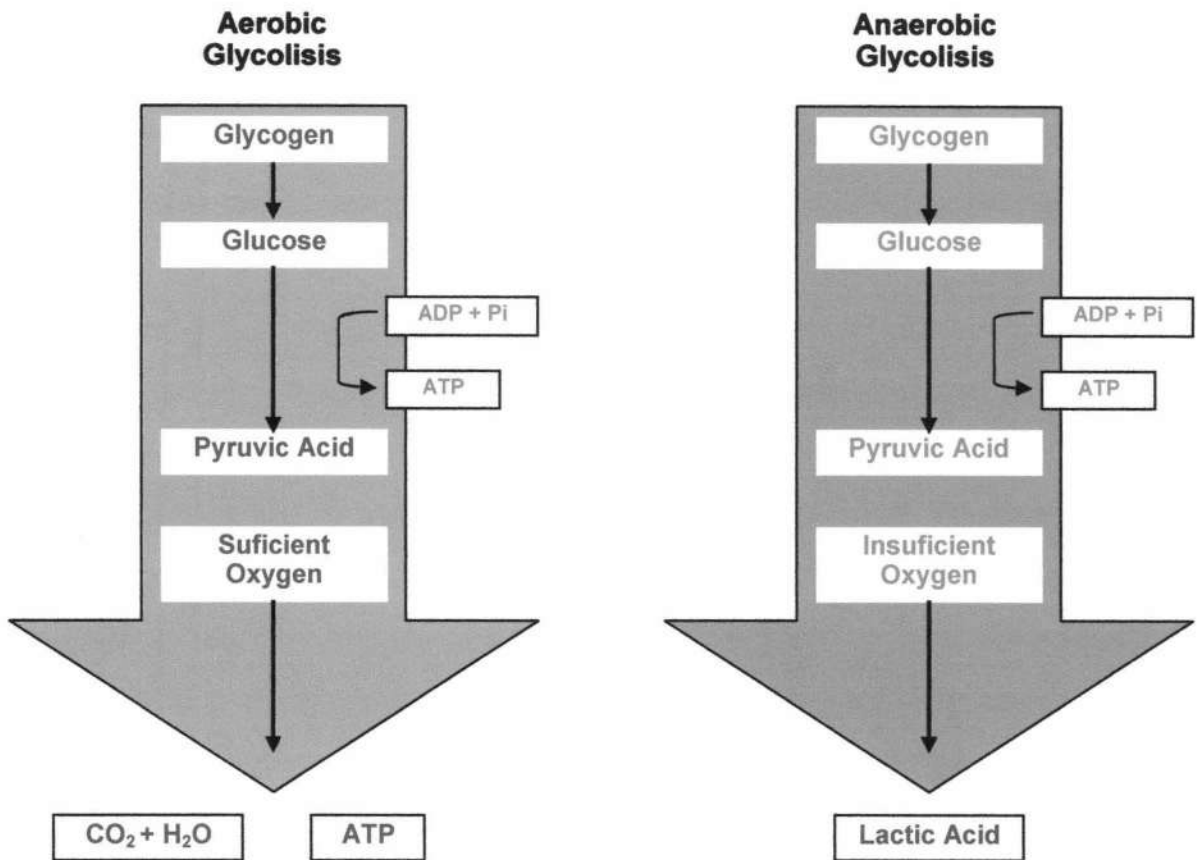 Aerobic
Glycolisis
Glycogen
Glucose
ADP + Pi
ATP
Pyruvic Acid
Suficient
Oxygen
CO₂ + H₂O
ATP
Anaerobic
Glycolisis
Glycogen
Glucose
ADP + Pi
ATP
Pyruvic Acid
Insuficient
Oxygen
Lactic Acid